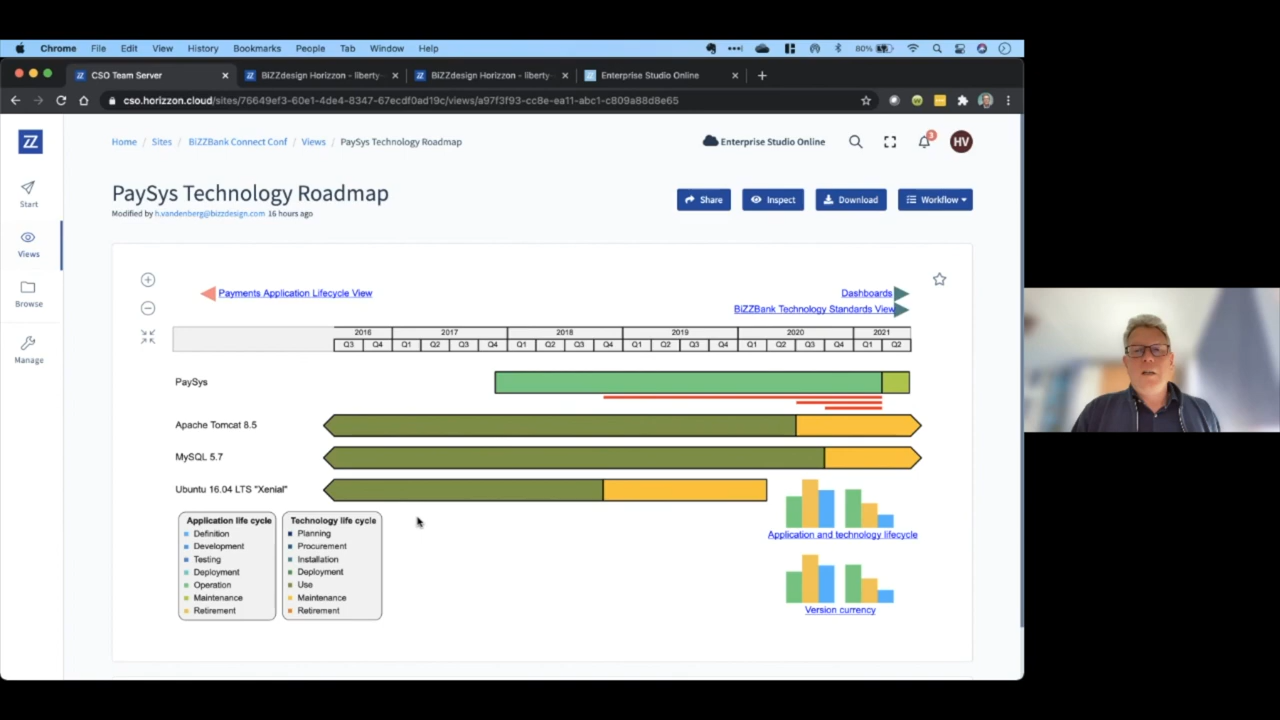 Chrome File Edit View History Bookmarks People Tab Window Help 80%
CSO Team Server BiZZdesign Horizzon - liberty BiZZdesign Horizzon - liberty Enterprise Studio Online
cso.horizzon.cloud/sites/76649ef3-60e1-4de4-8347-67ecdf0ad19c/views/a97f3f93-cc8e-ea11-abc1-c809a88d8e65
Home / Sites / BiZZBank Connect Conf / Views / PaySys Technology Roadmap
Enterprise Studio Online 3 HV
Start
Views
Browse
Manage
PaySys Technology Roadmap
Modified by h.vandenberg@bizzdesign.com 16 hours ago
Share Inspect Download Workflow
Payments Application Lifecycle View
Dashboards
BiZZBank Technology Standards View
2016 2017 2018 2019 2020 2021
Q3 Q4 Q1 Q2 Q3 Q4 Q1 Q2 Q3 Q4 Q1 Q2 Q3 Q4 Q1 Q2 Q3 Q4 Q1 Q2
PaySys
Apache Tomcat 8.5
MySQL 5.7
Ubuntu 16.04 LTS "Xenial"
Application life cycle
Definition
Development
Testing
Deployment
Operation
Maintenance
Retirement
Technology life cycle
Planning
Procurement
Installation
Deployment
Use
Maintenance
Retirement
Application and technology lifecycle
Version currency